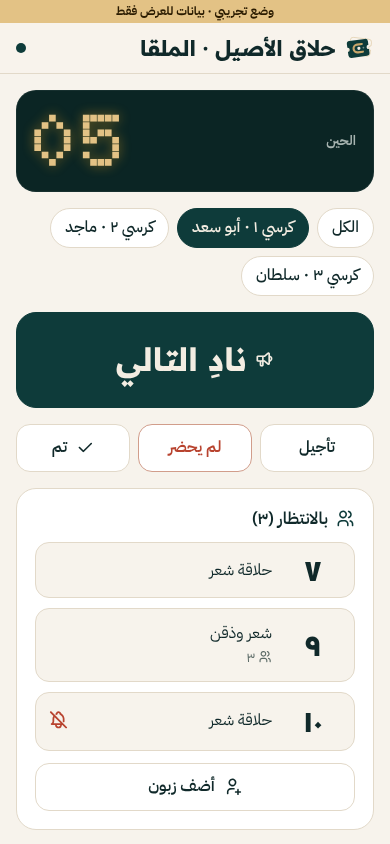 وضع تجريبي · بيانات للعرض فقط
حلاق الأصيل · الملقا
الحين
05
الكل
كرسي ١ · أبو سعد
كرسي ٢ · ماجد
كرسي ٣ · سلطان
نادِ التالي
تأجيل
لم يحضر
تم
بالانتظار (٣)
٧
حلاقة شعر
٩
شعر وذقن
٣
١٠
حلاقة شعر
أضف زبون